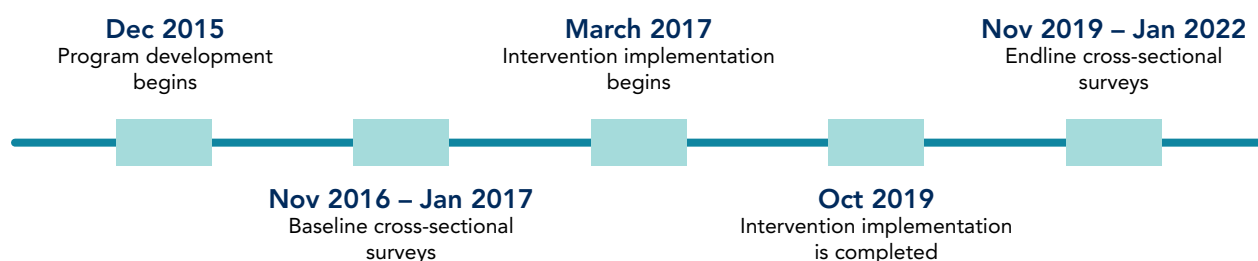 Dec 2015
Program development
begins
Nov 2016 – Jan 2017
Baseline cross-sectional
surveys
March 2017
Intervention implementation
begins
Oct 2019
Intervention implementation
is completed
Nov 2019 – Jan 2022
Endline cross-sectional
surveys